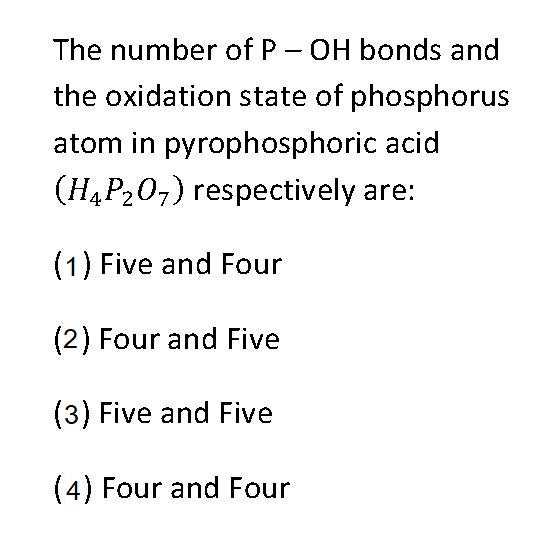 The number of P – OH bonds and
the oxidation state of phosphorus
atom in pyrophosphoric acid
(H₄P₂O₇) respectively are:
(1) Five and Four
(2) Four and Five
(3) Five and Five
(4) Four and Four